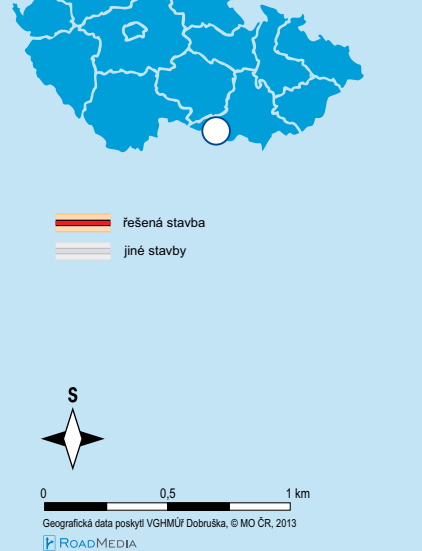 řešená stavba
jiné stavby
S
0 0,5 1 km
Geografická data poskytl VGHMÚř Dobruška, © MO ČR, 2013
ROADMEDIA